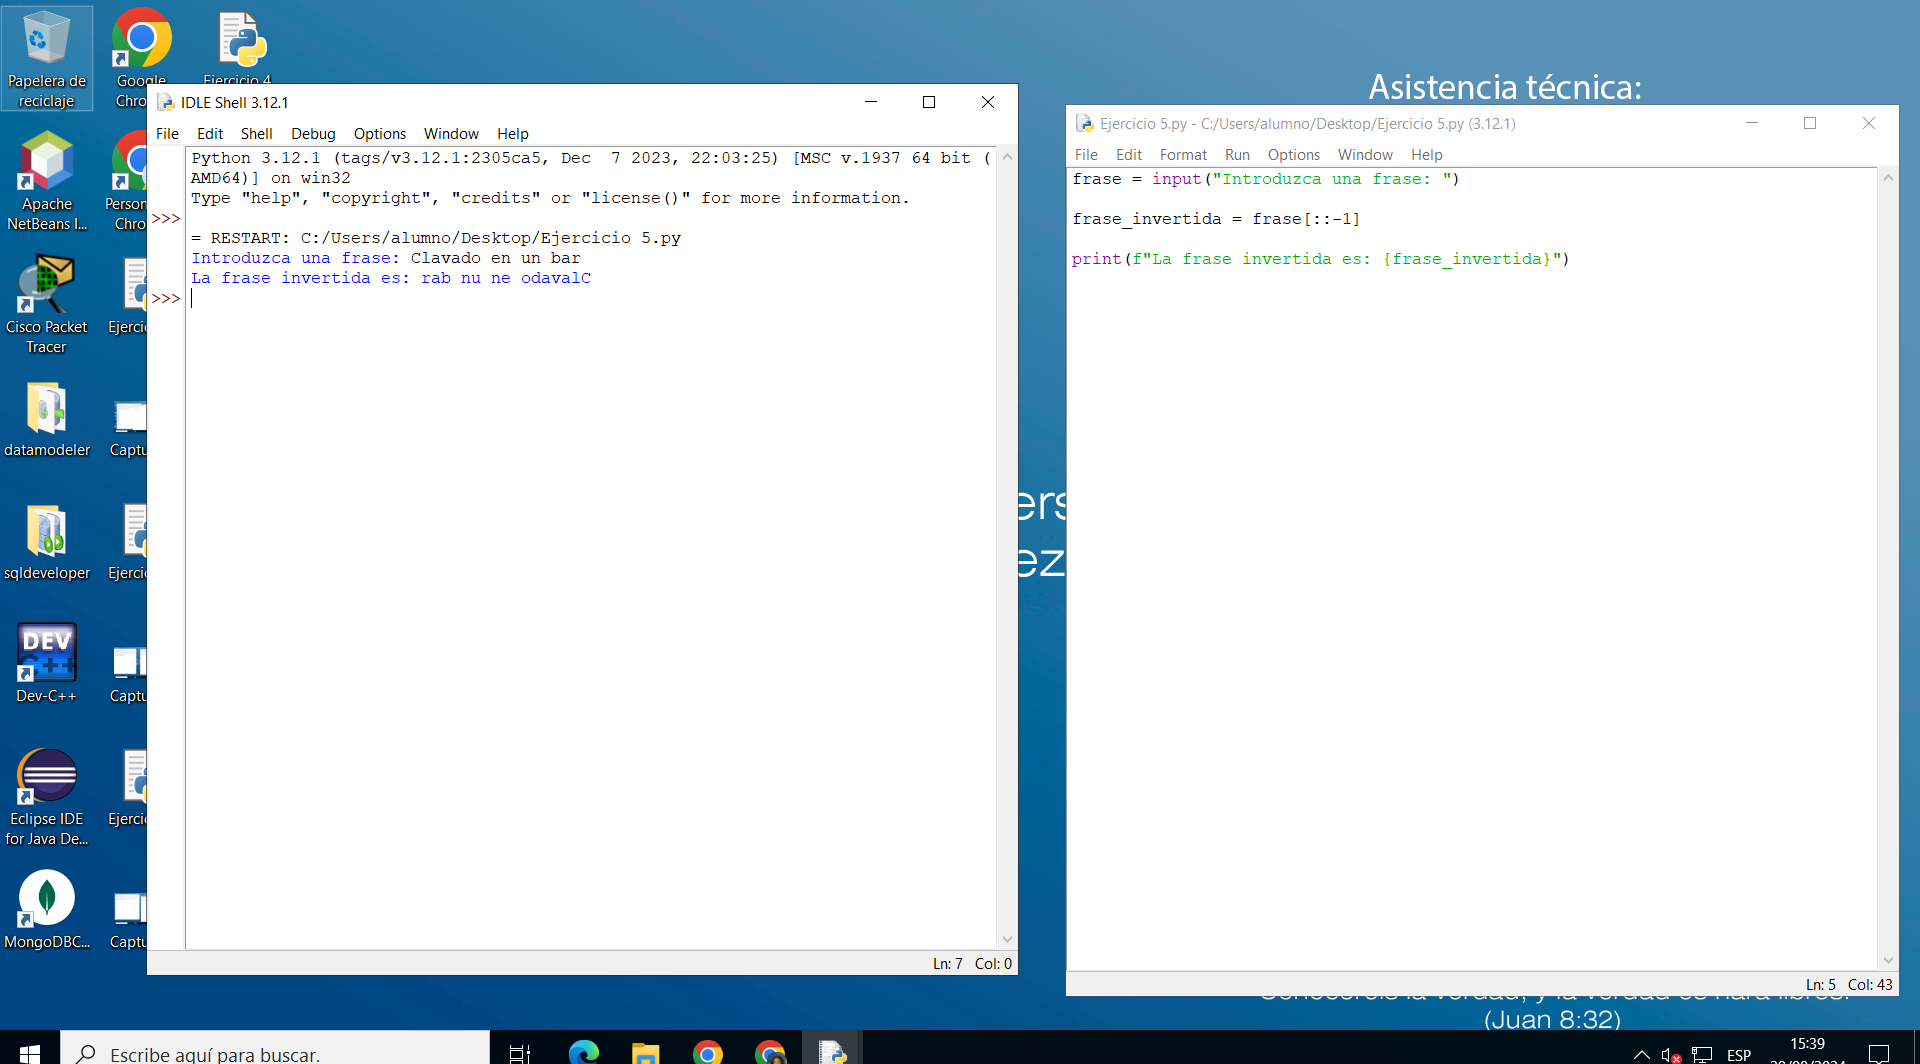 Papelera de
reciclaje
Google
Chro
Ejercicio 4
Apache
NetBeans I...
Person
Chro
Cisco Packet
Tracer
Ejerci
datamodeler
Captu
sqldeveloper
Ejerci
DEV
C++
Dev-C++
Captu
Eclipse IDE
for Java De...
Ejerci
MongoDBC...
Captu
IDLE Shell 3.12.1
File Edit Shell Debug Options Window Help
Python 3.12.1 (tags/v3.12.1:2305ca5, Dec  7 2023, 22:03:25) [MSC v.1937 64 bit (
AMD64)] on win32
Type "help", "copyright", "credits" or "license()" for more information.
>>>
= RESTART: C:/Users/alumno/Desktop/Ejercicio 5.py
Introduzca una frase: Clavado en un bar
La frase invertida es: rab nu ne odavalC
>>>
Ln: 7 Col: 0
Asistencia técnica:
Ejercicio 5.py - C:/Users/alumno/Desktop/Ejercicio 5.py (3.12.1)
File Edit Format Run Options Window Help
frase = input("Introduzca una frase: ")
frase_invertida = frase[::-1]
print(f"La frase invertida es: {frase_invertida}")
Ln: 5 Col: 43
ers
ez
(Juan 8:32)
Escribe aquí para buscar.
ESP
15:39